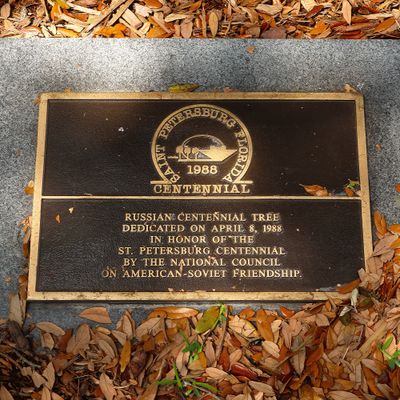 SAINT PETERSBURG FLORIDA
1988
CENTENNIAL
RUSSIAN CENTENNIAL TREE
DEDICATED ON APRIL 8, 1988
IN HONOR OF THE
ST. PETERSBURG CENTENNIAL
BY THE NATIONAL COUNCIL
ON AMERICAN-SOVIET FRIENDSHIP.